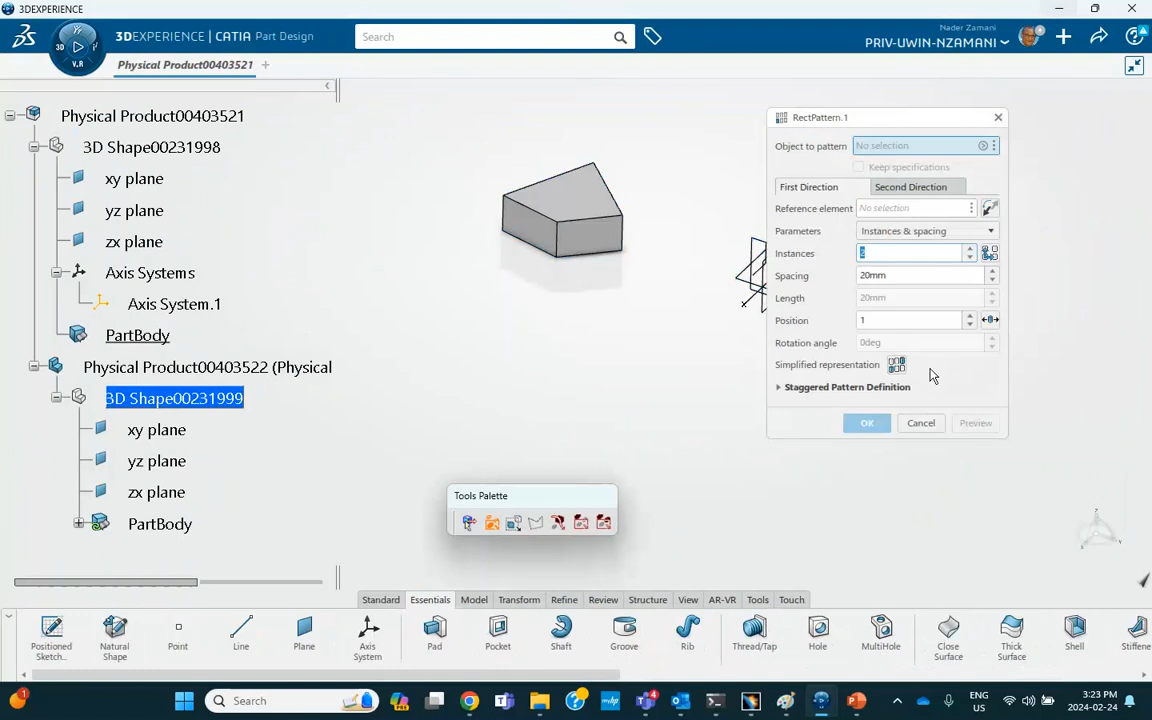 3DEXPERIENCE
3DEXPERIENCE | CATIA Part Design
Search
Nader Zamani
PRIV-UWIN-NZAMANI
3D
V.R
Physical Product00403521
Physical Product00403521
3D Shape00231998
xy plane
yz plane
zx plane
Axis Systems
Axis System.1
PartBody
Physical Product00403522 (Physical
3D Shape00231999
xy plane
yz plane
zx plane
PartBody
RectPattern.1
Object to pattern No selection
Keep specifications
First Direction Second Direction
Reference element No selection
Parameters Instances & spacing
Instances 2
Spacing 20mm
Length 20mm
Position 1
Rotation angle 0deg
Simplified representation
Staggered Pattern Definition
OK Cancel Preview
Tools Palette
Standard Essentials Model Transform Refine Review Structure View AR-VR Tools Touch
Positioned Sketch...
Natural Shape
Point
Line
Plane
Axis System
Pad
Pocket
Shaft
Groove
Rib
Thread/Tap
Hole
MultiHole
Close Surface
Thick Surface
Shell
Stiffene
Search
ENG
US
3:23 PM
2024-02-24